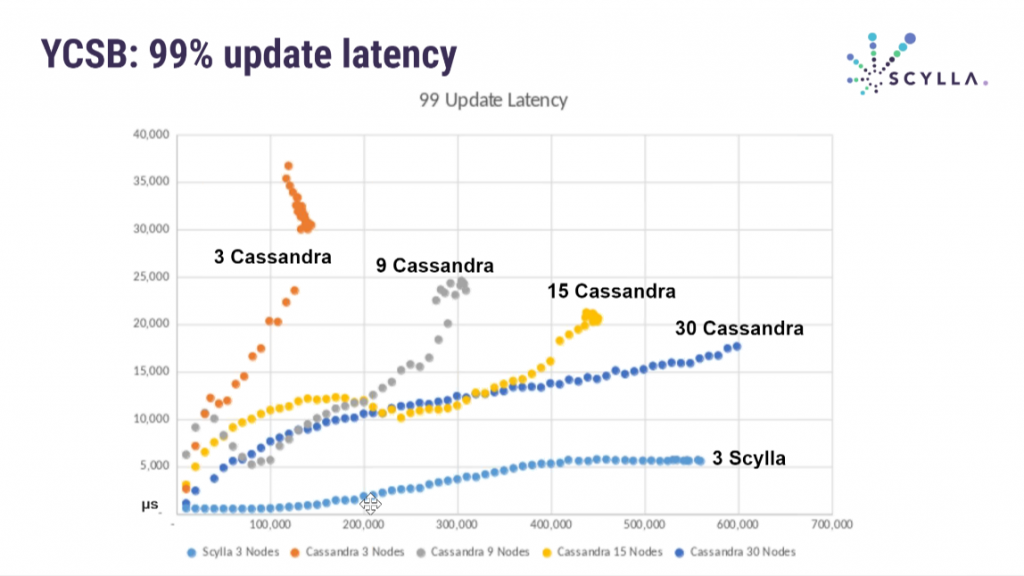 YCSB: 99% update latency
SCYLLA.
99 Update Latency
40,000
35,000
30,000
25,000
20,000
15,000
10,000
5,000
µs
-
3 Cassandra
9 Cassandra
15 Cassandra
30 Cassandra
3 Scylla
- 100,000 200,000 300,000 400,000 500,000 600,000 700,000
Scylla 3 Nodes Cassandra 3 Nodes Cassandra 9 Nodes Cassandra 15 Nodes Cassandra 30 Nodes